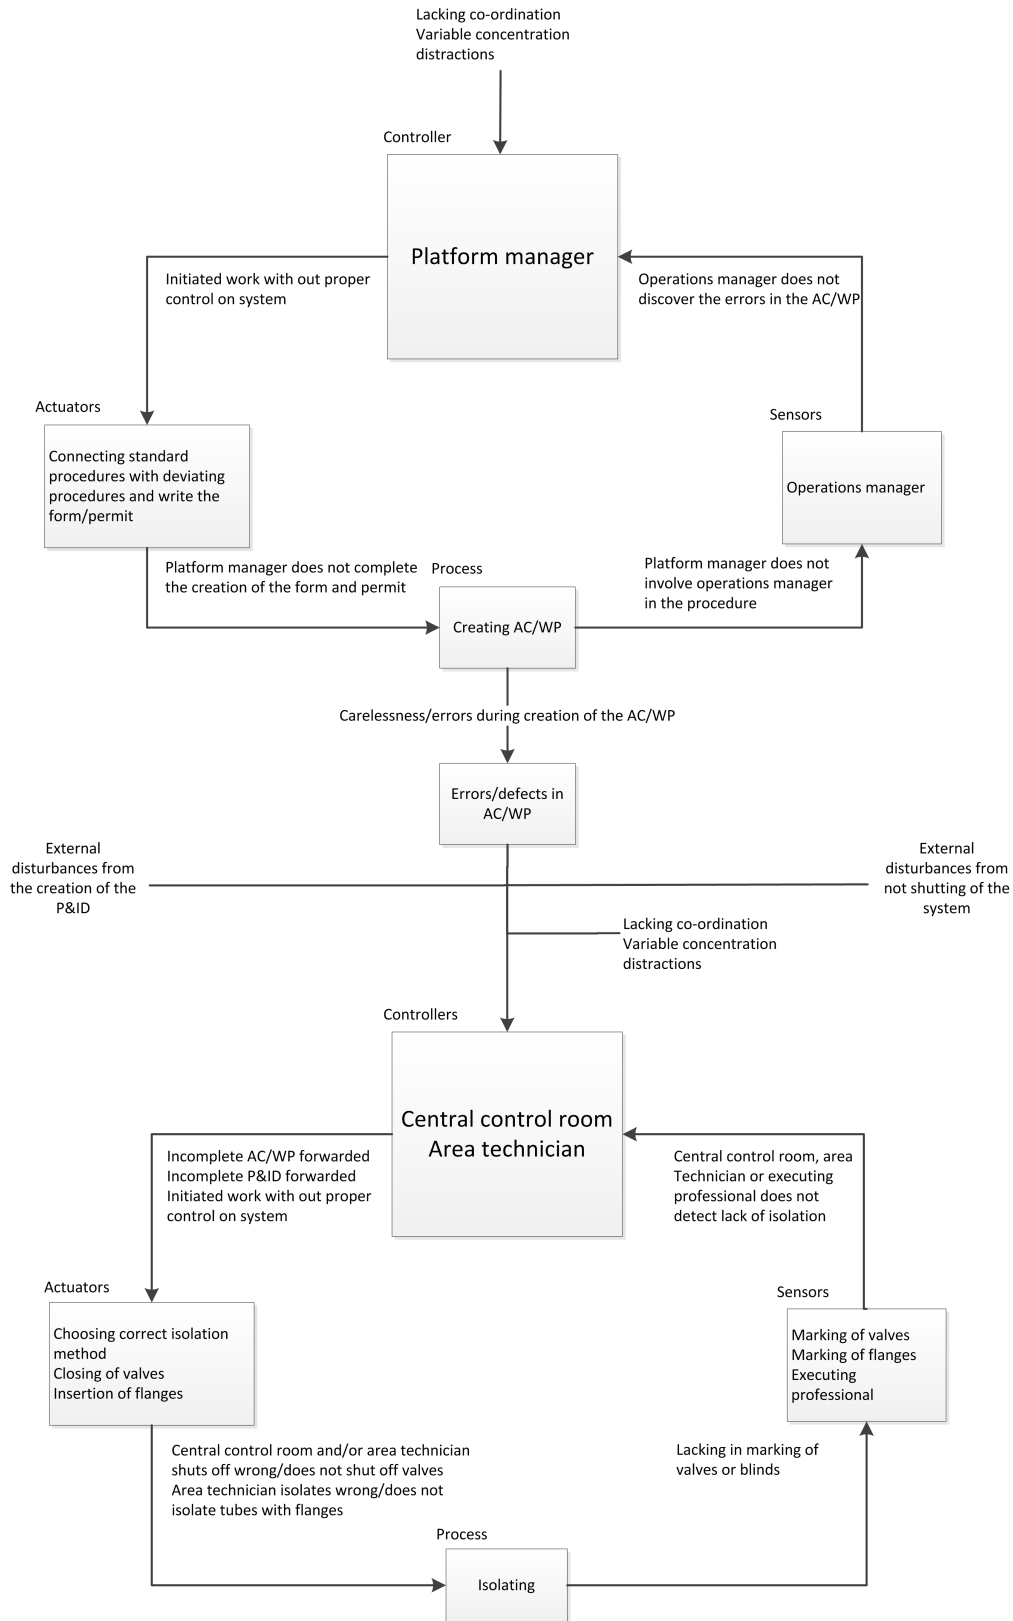 Lacking co-ordination
Variable concentration
distractions
Controller
Platform manager
Initiated work with out proper
control on system
Operations manager does not
discover the errors in the AC/WP
Actuators
Connecting standard
procedures with deviating
procedures and write the
form/permit
Sensors
Operations manager
Platform manager does not complete
the creation of the form and permit
Process
Creating AC/WP
Platform manager does not
involve operations manager
in the procedure
Carelessness/errors during creation of the AC/WP
Errors/defects in
AC/WP
External
disturbances from
the creation of the
P&ID
External
disturbances from
not shutting of the
system
Lacking co-ordination
Variable concentration
distractions
Controllers
Central control room
Area technician
Incomplete AC/WP forwarded
Incomplete P&ID forwarded
Initiated work with out proper
control on system
Central control room, area
Technician or executing
professional does not
detect lack of isolation
Actuators
Choosing correct isolation
method
Closing of valves
Insertion of flanges
Sensors
Marking of valves
Marking of flanges
Executing
professional
Central control room and/or area technician
shuts off wrong/does not shut off valves
Area technician isolates wrong/does not
isolate tubes with flanges
Lacking in marking of
valves or blinds
Process
Isolating